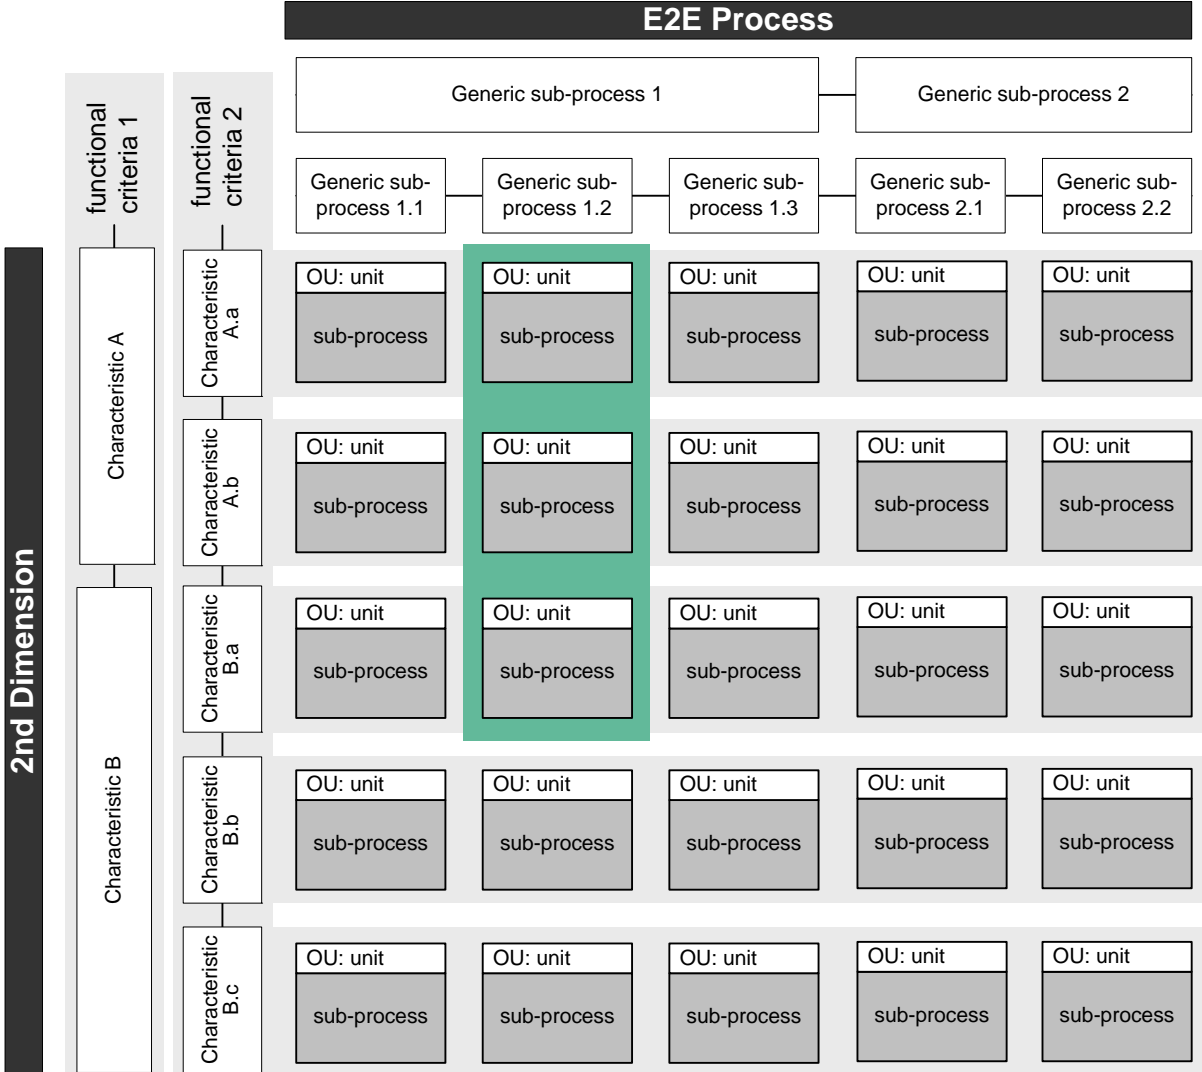 E2E Process
Generic sub-process 1
Generic sub-process 2
functional
criteria 1
functional
criteria 2
Generic sub-
process 1.1
Generic sub-
process 1.2
Generic sub-
process 1.3
Generic sub-
process 2.1
Generic sub-
process 2.2
2nd Dimension
Characteristic A
Characteristic
A.a
OU: unit
sub-process
OU: unit
sub-process
OU: unit
sub-process
OU: unit
sub-process
OU: unit
sub-process
Characteristic
A.b
OU: unit
sub-process
OU: unit
sub-process
OU: unit
sub-process
OU: unit
sub-process
OU: unit
sub-process
Characteristic B
Characteristic
B.a
OU: unit
sub-process
OU: unit
sub-process
OU: unit
sub-process
OU: unit
sub-process
OU: unit
sub-process
Characteristic
B.b
OU: unit
sub-process
OU: unit
sub-process
OU: unit
sub-process
OU: unit
sub-process
OU: unit
sub-process
Characteristic
B.c
OU: unit
sub-process
OU: unit
sub-process
OU: unit
sub-process
OU: unit
sub-process
OU: unit
sub-process